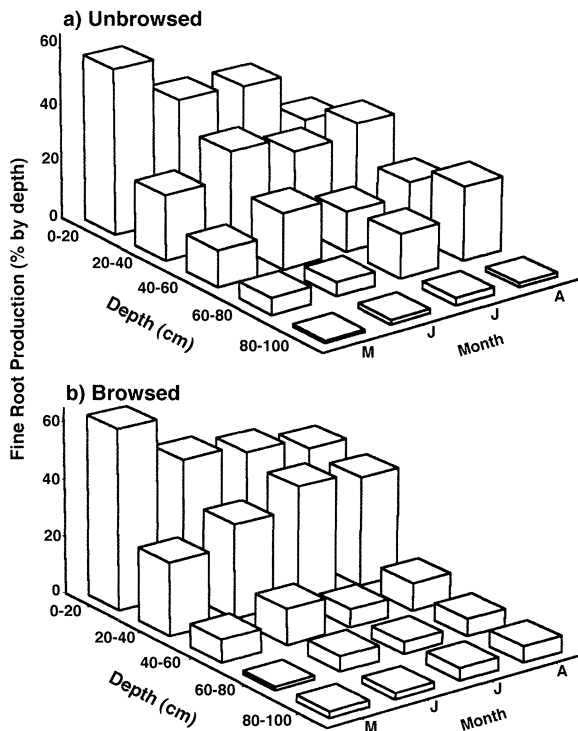 a) Unbrowsed
60
40
20
0
0-20
20-40
40-60
60-80
80-100
Depth (cm)
M
J
J
A
Month
Fine Root Production (% by depth)
b) Browsed
60
40
20
0
0-20
20-40
40-60
60-80
80-100
Depth (cm)
M
J
J
A
Month